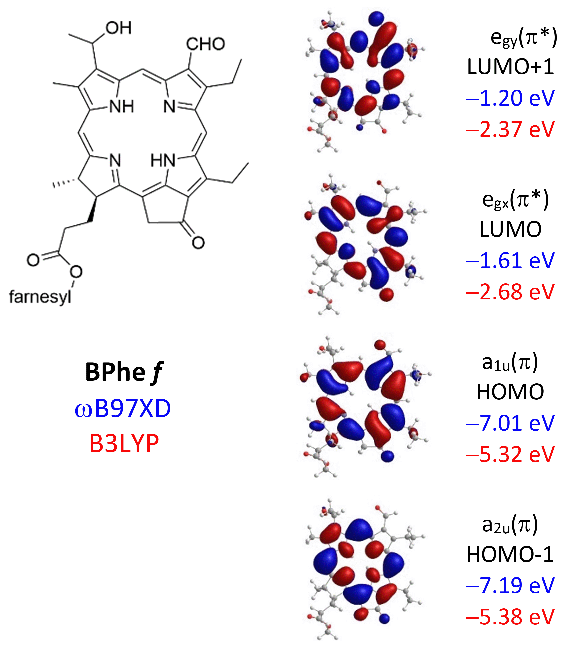 OH
CHO
NH
N
N
HN
O
O
O
farnesyl
BPhe f
ωB97XD
B3LYP
egy(π*)
LUMO+1
−1.20 eV
−2.37 eV
egx(π*)
LUMO
−1.61 eV
−2.68 eV
a1u(π)
HOMO
−7.01 eV
−5.32 eV
a2u(π)
HOMO-1
−7.19 eV
−5.38 eV